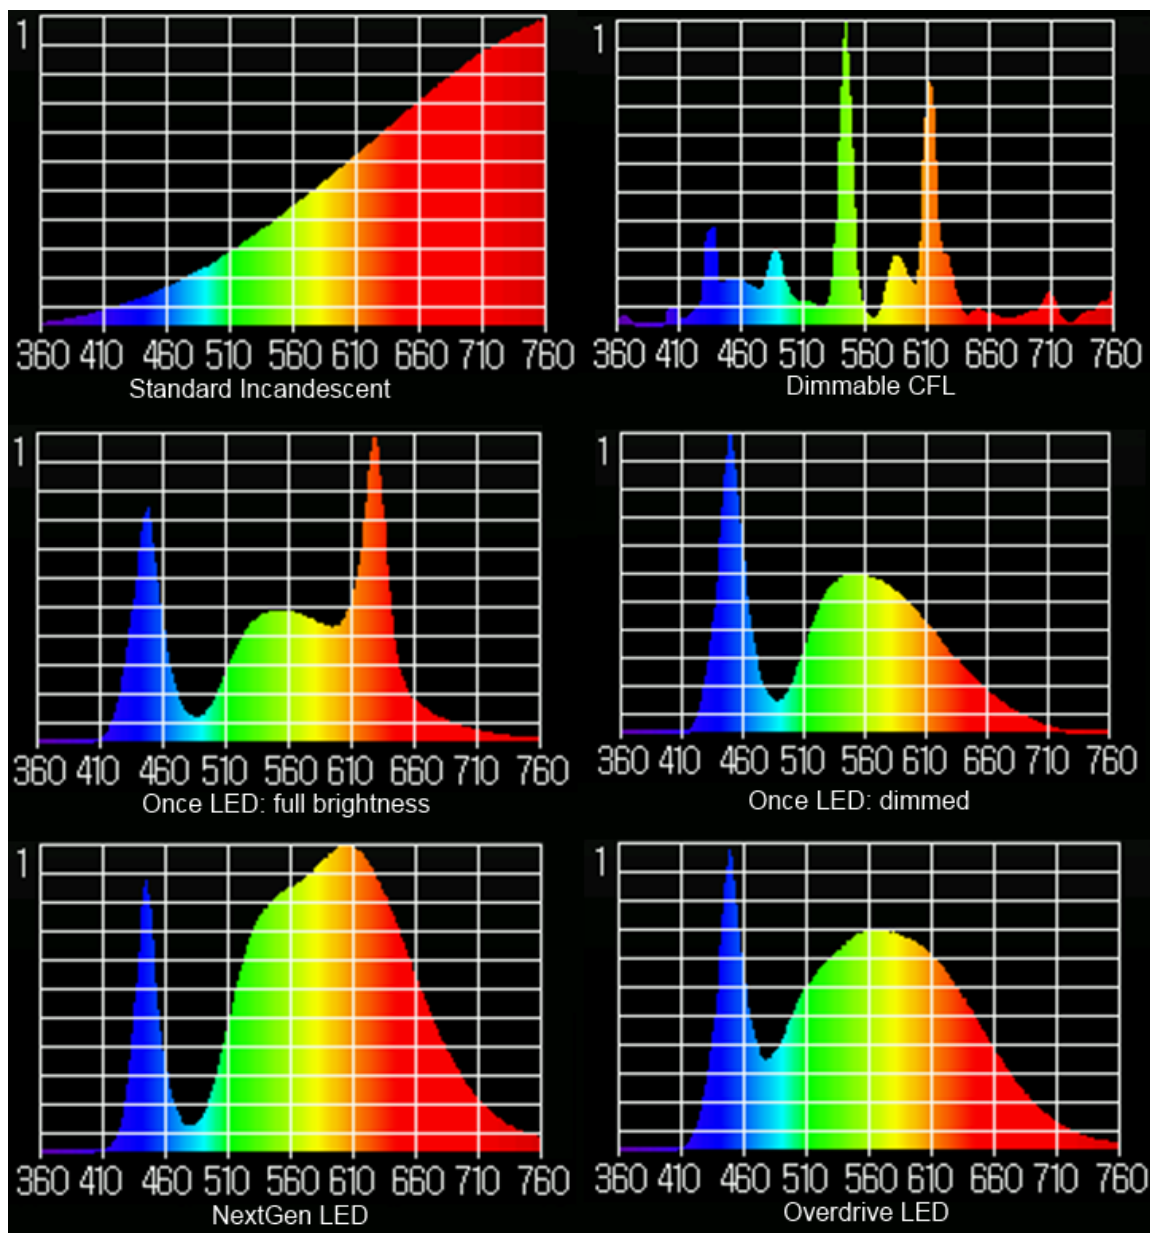 1
360 410 460 510 560 610 660 710 760
Standard Incandescent
1
360 410 460 510 560 610 660 710 760
Dimmable CFL
1
360 410 460 510 560 610 660 710 760
Once LED: full brightness
1
360 410 460 510 560 610 660 710 760
Once LED: dimmed
1
360 410 460 510 560 610 660 710 760
NextGen LED
1
360 410 460 510 560 610 660 710 760
Overdrive LED